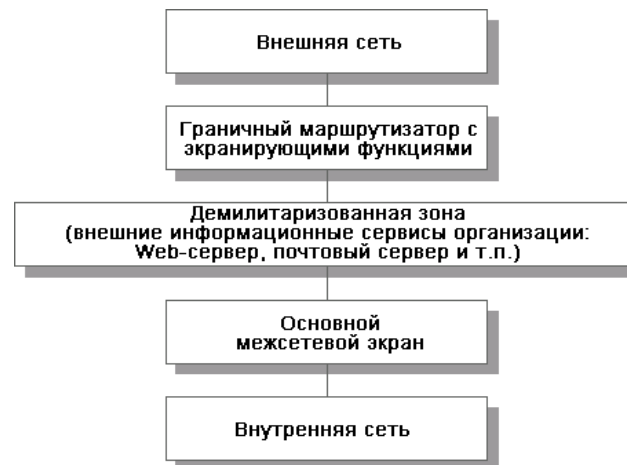 Внешняя сеть
Граничный маршрутизатор с
экранирующими функциями
Демилитаризованная зона
(внешние информационные сервисы организации:
Web-сервер, почтовый сервер и т.п.)
Основной
межсетевой экран
Внутренняя сеть